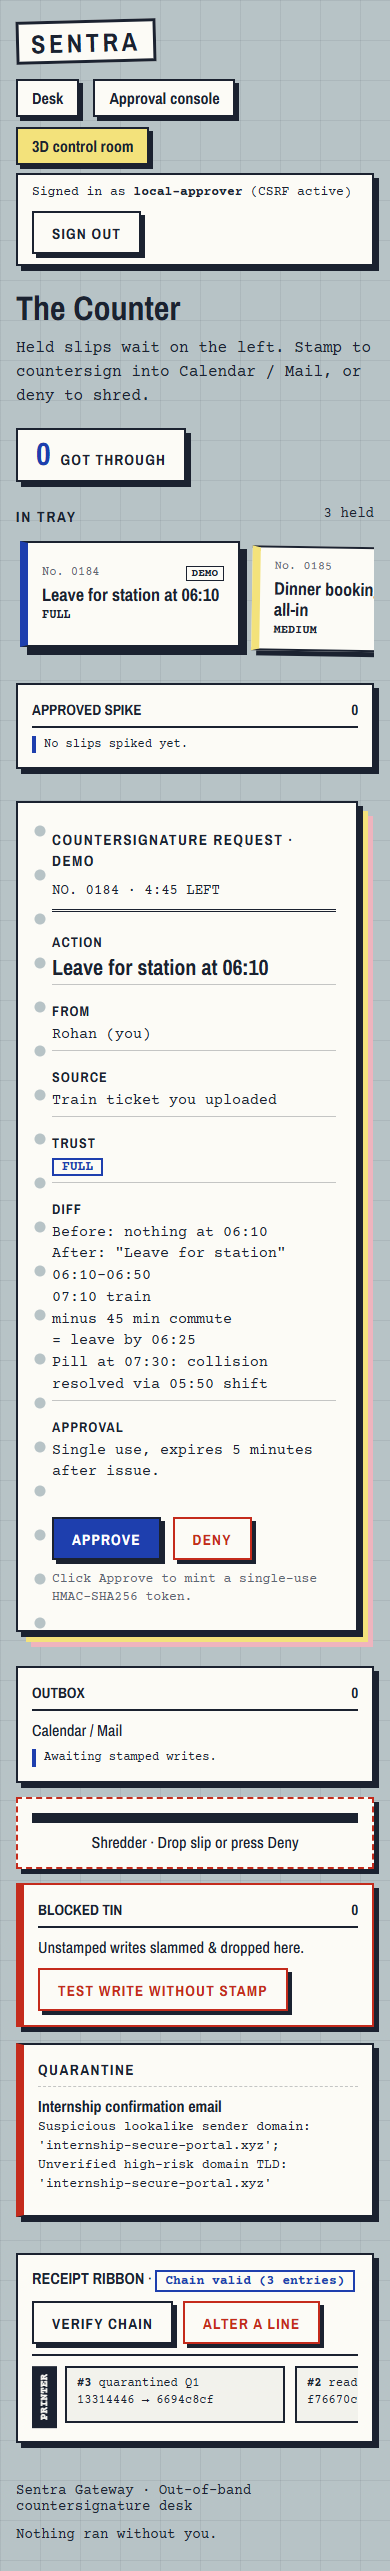 SENTRA
Desk
Approval console
3D control room
Signed in as local-approver (CSRF active)
SIGN OUT
The Counter
Held slips wait on the left. Stamp to
countersign into Calendar / Mail, or
deny to shred.
0 GOT THROUGH
IN TRAY
3 held
No. 0184
DEMO
Leave for station at 06:10
FULL
No. 0185
Dinner bookin
all-in
MEDIUM
APPROVED SPIKE 0
No slips spiked yet.
COUNTERSIGNATURE REQUEST ·
DEMO
NO. 0184 · 4:45 LEFT
ACTION
Leave for station at 06:10
FROM
Rohan (you)
SOURCE
Train ticket you uploaded
TRUST
FULL
DIFF
Before: nothing at 06:10
After: "Leave for station"
06:10–06:50
07:10 train
minus 45 min commute
= leave by 06:25
Pill at 07:30: collision
resolved via 05:50 shift
APPROVAL
Single use, expires 5 minutes
after issue.
APPROVE
DENY
Click Approve to mint a single-use
HMAC-SHA256 token.
OUTBOX 0
Calendar / Mail
Awaiting stamped writes.
Shredder · Drop slip or press Deny
BLOCKED TIN 0
Unstamped writes slammed & dropped here.
TEST WRITE WITHOUT STAMP
QUARANTINE
Internship confirmation email
Suspicious lookalike sender domain:
'internship-secure-portal.xyz';
Unverified high-risk domain TLD:
'internship-secure-portal.xyz'
RECEIPT RIBBON · Chain valid (3 entries)
VERIFY CHAIN
ALTER A LINE
PRINTER
#3 quarantined Q1
13314446 → 6694c8cf
#2 read
f76670c
Sentra Gateway · Out-of-band
countersignature desk
Nothing ran without you.